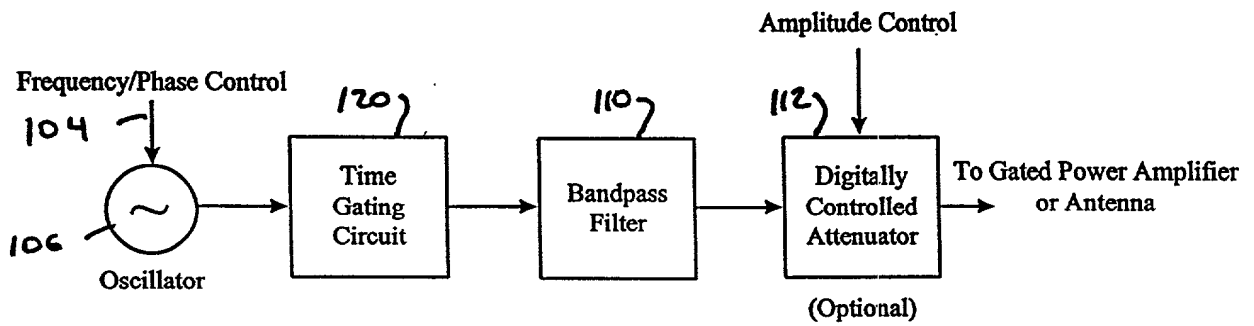 Amplitude Control
Frequency/Phase Control
104
120
110
112
Time
Gating
Circuit
Bandpass
Filter
Digitally
Controlled
Attenuator
To Gated Power Amplifier
or Antenna
106
Oscillator
(Optional)